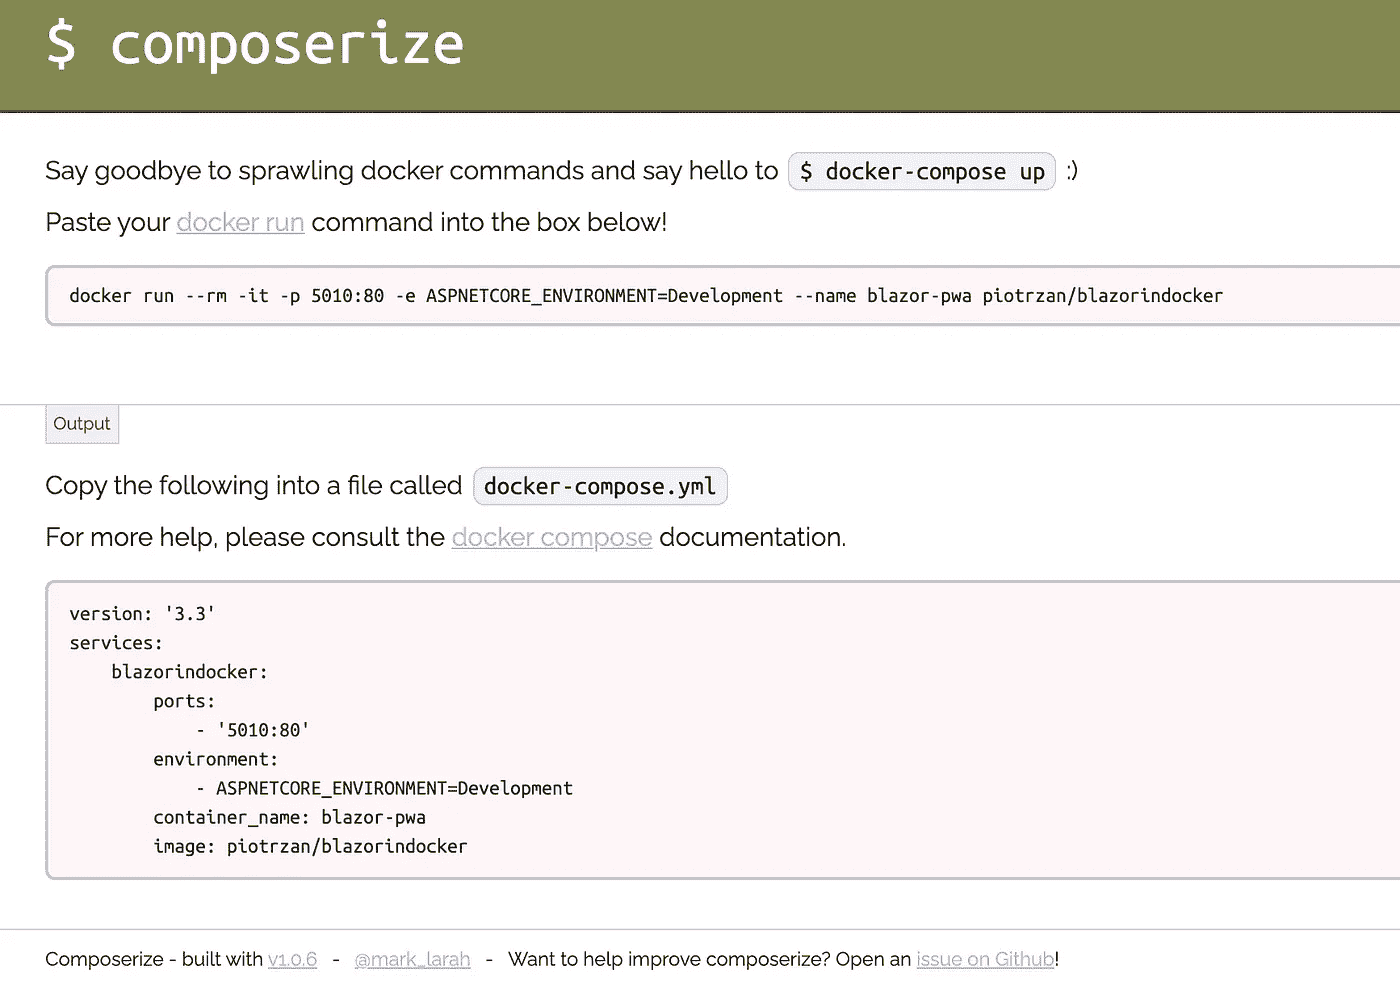 $ composerize
Say goodbye to sprawling docker commands and say hello to $ docker-compose up :)
Paste your docker run command into the box below!
docker run --rm -it -p 5010:80 -e ASPNETCORE_ENVIRONMENT=Development --name blazor-pwa piotrzan/blazorindocker
Output
Copy the following into a file called docker-compose.yml
For more help, please consult the docker compose documentation.
version: '3.3'
services:
    blazorindocker:
        ports:
            - '5010:80'
        environment:
            - ASPNETCORE_ENVIRONMENT=Development
        container_name: blazor-pwa
        image: piotrzan/blazorindocker
Composerize - built with v1.0.6 - @mark_larah - Want to help improve composerize? Open an issue on Github!